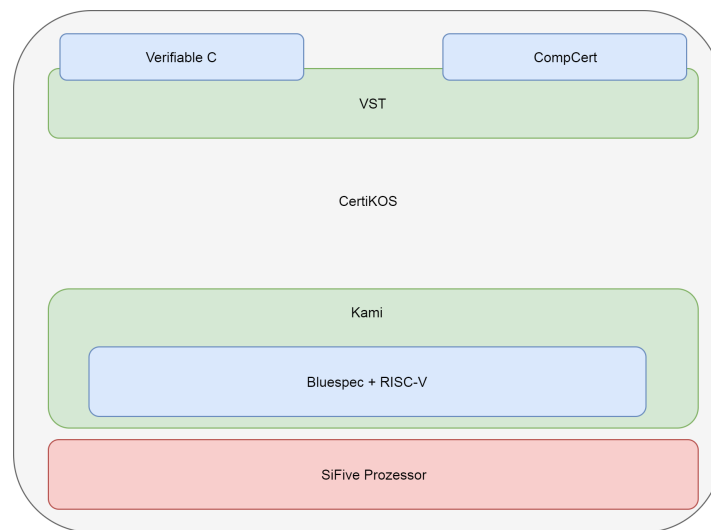 Verifiable C
CompCert
VST
CertiKOS
Kami
Bluespec + RISC-V
SiFive Prozessor